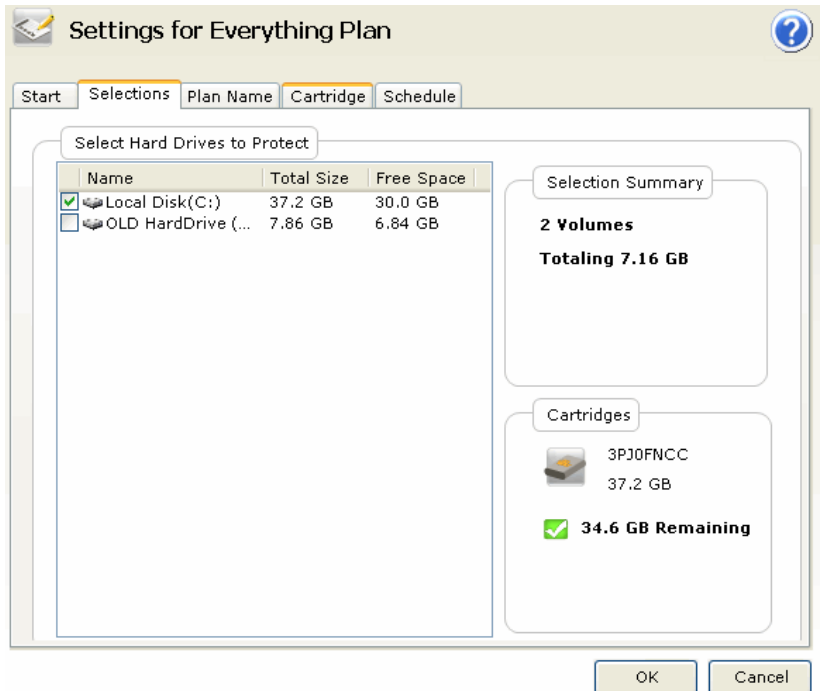 Settings for Everything Plan
?
Start Selections Plan Name Cartridge Schedule
Select Hard Drives to Protect
Name Total Size Free Space
Local Disk(C:) 37.2 GB 30.0 GB
OLD HardDrive (... 7.86 GB 6.84 GB
Selection Summary
2 Volumes
Totaling 7.16 GB
Cartridges
3PJ0FNCC
37.2 GB
34.6 GB Remaining
OK Cancel